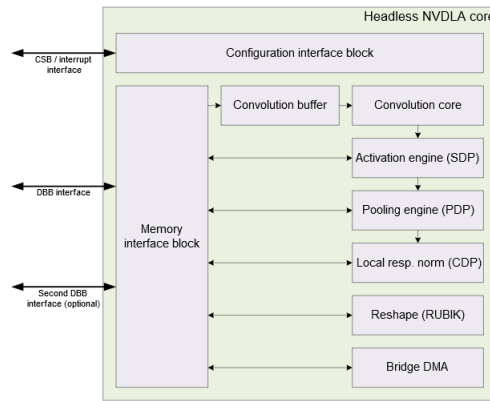 Headless NVDLA core
CSB / interrupt
interface
Configuration interface block
Convolution buffer
Convolution core
Activation engine (SDP)
DBB interface
Pooling engine (PDP)
Memory
interface block
Local resp. norm (CDP)
Second DBB
interface (optional)
Reshape (RUBIK)
Bridge DMA